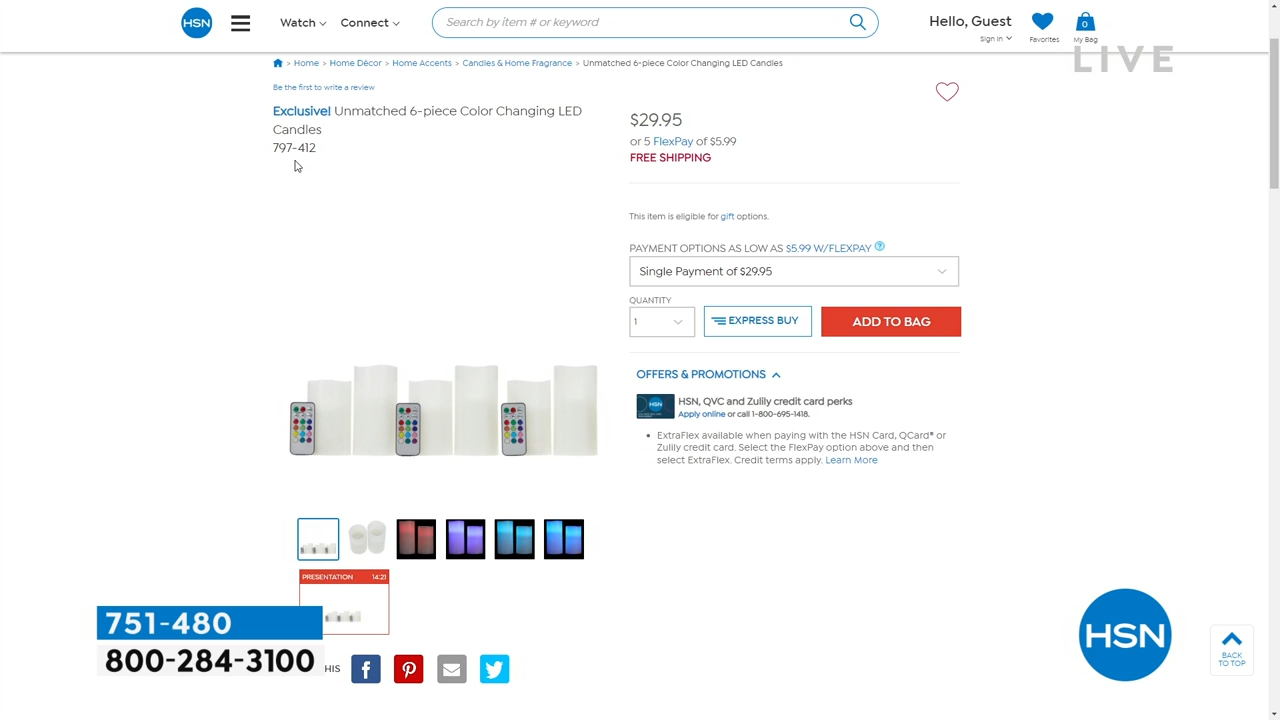 HSN
Watch
Connect
Search by item # or keyword
Hello, Guest
Sign In
Favorites
0
My Bag
LIVE
Home > Home Décor > Home Accents > Candles & Home Fragrance > Unmatched 6-piece Color Changing LED Candles
Be the first to write a review
Exclusive! Unmatched 6-piece Color Changing LED
Candles
797-412
$29.95
or 5 FlexPay of $5.99
FREE SHIPPING
This item is eligible for gift options.
PAYMENT OPTIONS AS LOW AS $5.99 W/FLEXPAY ?
Single Payment of $29.95
QUANTITY
1
EXPRESS BUY
ADD TO BAG
OFFERS & PROMOTIONS
HSN
HSN, QVC and Zulily credit card perks
Apply online or call 1-800-695-1418.
• ExtraFlex available when paying with the HSN Card, QCard® or
Zulily credit card. Select the FlexPay option above and then
select ExtraFlex. Credit terms apply. Learn More
PRESENTATION 14:21
751-480
800-284-3100
HIS
HSN
BACK
TO TOP